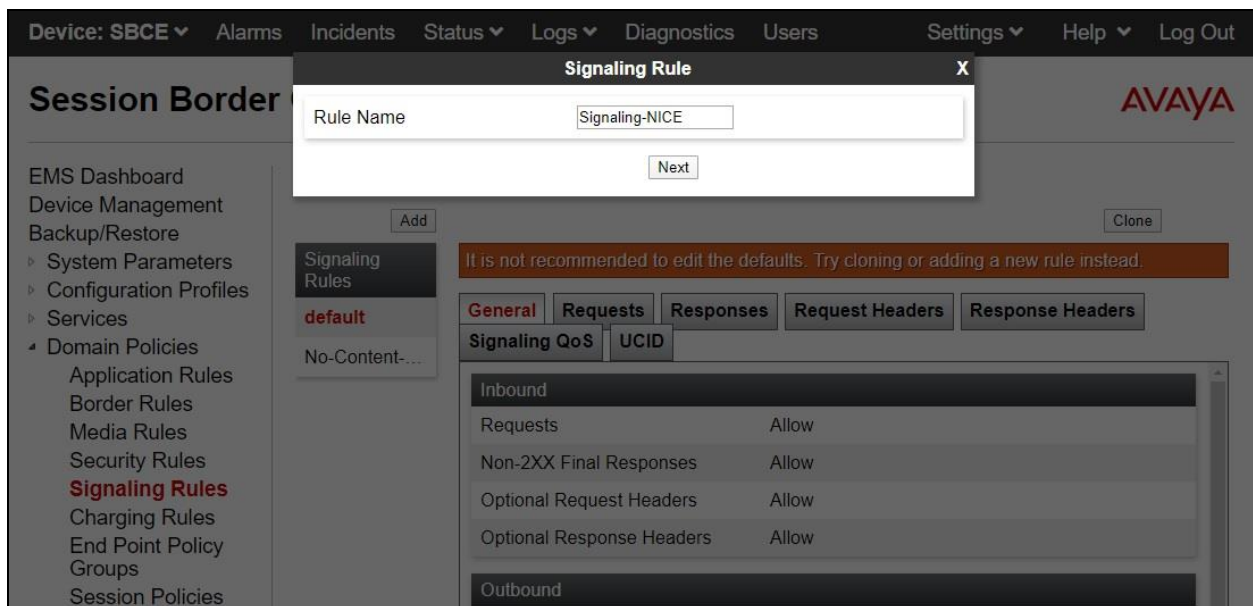 Device: SBCE Alarms Incidents Status Logs Diagnostics Users Settings Help Log Out
Signaling Rule X
Session Border
AVAYA
Rule Name Signaling-NICE
Next
EMS Dashboard
Device Management
Backup/Restore
System Parameters
Configuration Profiles
Services
Domain Policies
Application Rules
Border Rules
Media Rules
Security Rules
Signaling Rules
Charging Rules
End Point Policy
Groups
Session Policies
Add
Clone
Signaling
Rules
default
No-Content-...
It is not recommended to edit the defaults. Try cloning or adding a new rule instead.
General Requests Responses Request Headers Response Headers
Signaling QoS UCID
Inbound
Requests Allow
Non-2XX Final Responses Allow
Optional Request Headers Allow
Optional Response Headers Allow
Outbound